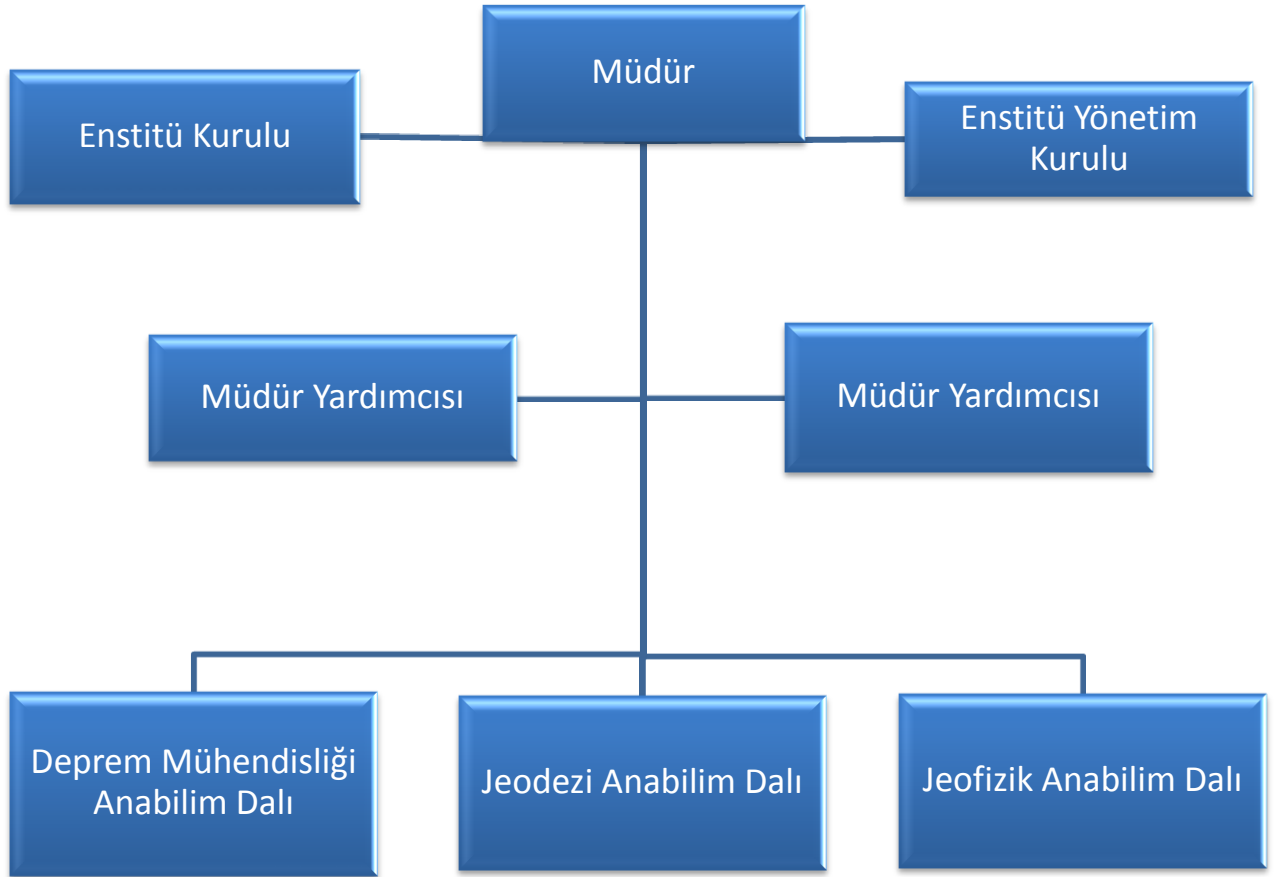 Müdür
Enstitü Kurulu
Enstitü Yönetim
Kurulu
Müdür Yardımcısı
Müdür Yardımcısı
Deprem Mühendisliği
Anabilim Dalı
Jeodezi Anabilim Dalı
Jeofizik Anabilim Dalı